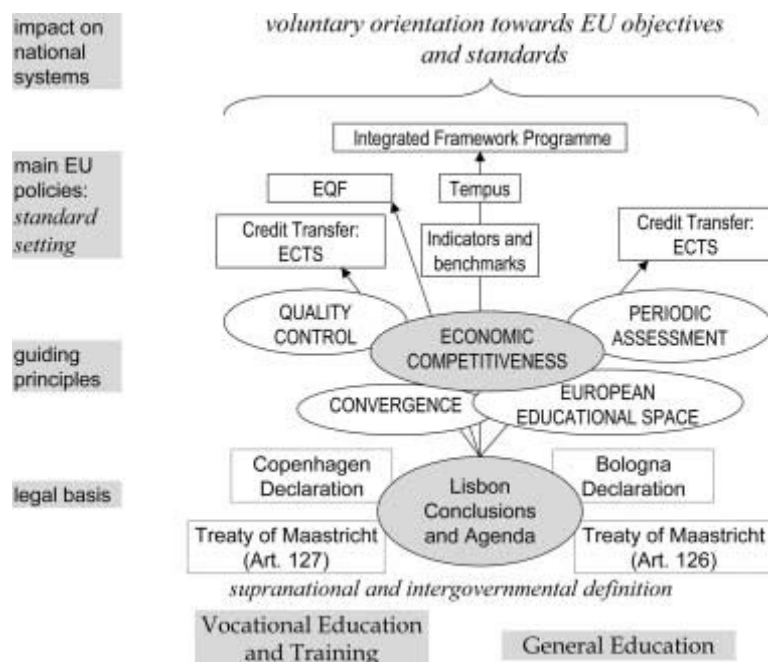 impact on
national
systems
voluntary orientation towards EU objectives
and standards
Integrated Framework Programme
main EU
policies:
standard
setting
EQF
Tempus
Credit Transfer:
ECTS
Indicators and
benchmarks
Credit Transfer:
ECTS
QUALITY
CONTROL
PERIODIC
ASSESSMENT
ECONOMIC
COMPETITIVENESS
guiding
principles
CONVERGENCE
EUROPEAN
EDUCATIONAL SPACE
legal basis
Copenhagen
Declaration
Lisbon
Conclusions
and Agenda
Bologna
Declaration
Treaty of Maastricht
(Art. 127)
Treaty of Maastricht
(Art. 126)
supranational and intergovernmental definition
Vocational Education
and Training
General Education